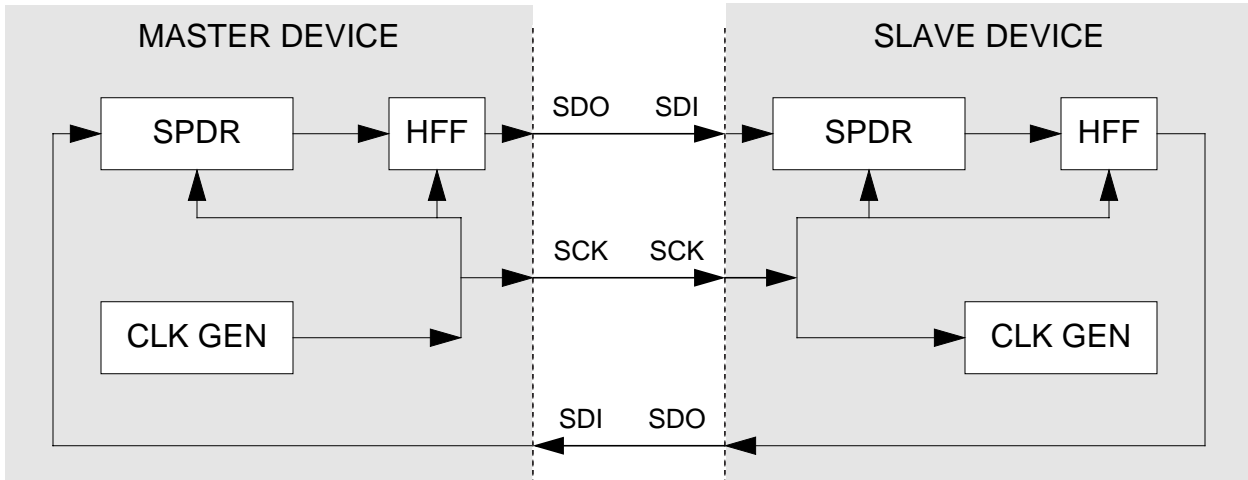 MASTER DEVICE
SLAVE DEVICE
SDO SDI
SPDR HFF
SPDR HFF
SCK SCK
CLK GEN
CLK GEN
SDI SDO